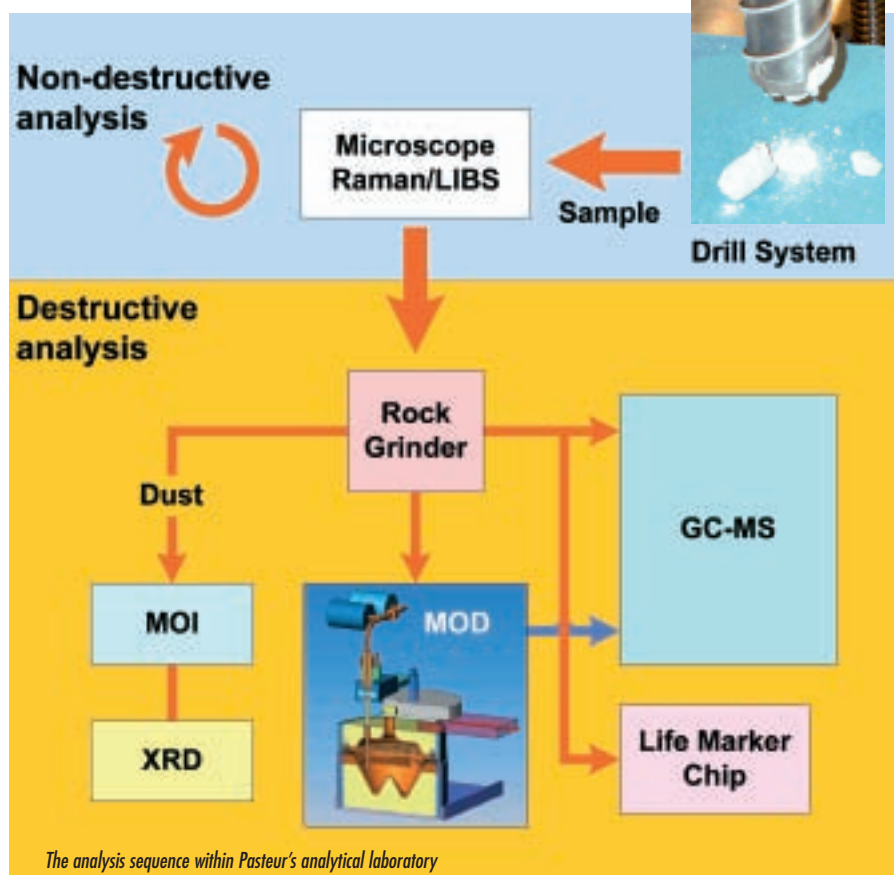 Non-destructive
analysis
Microscope
Raman/LIBS
Sample
Drill System
Destructive
analysis
Rock
Grinder
Dust
GC-MS
MOI
MOD
XRD
Life Marker
Chip
The analysis sequence within Pasteur's analytical laboratory